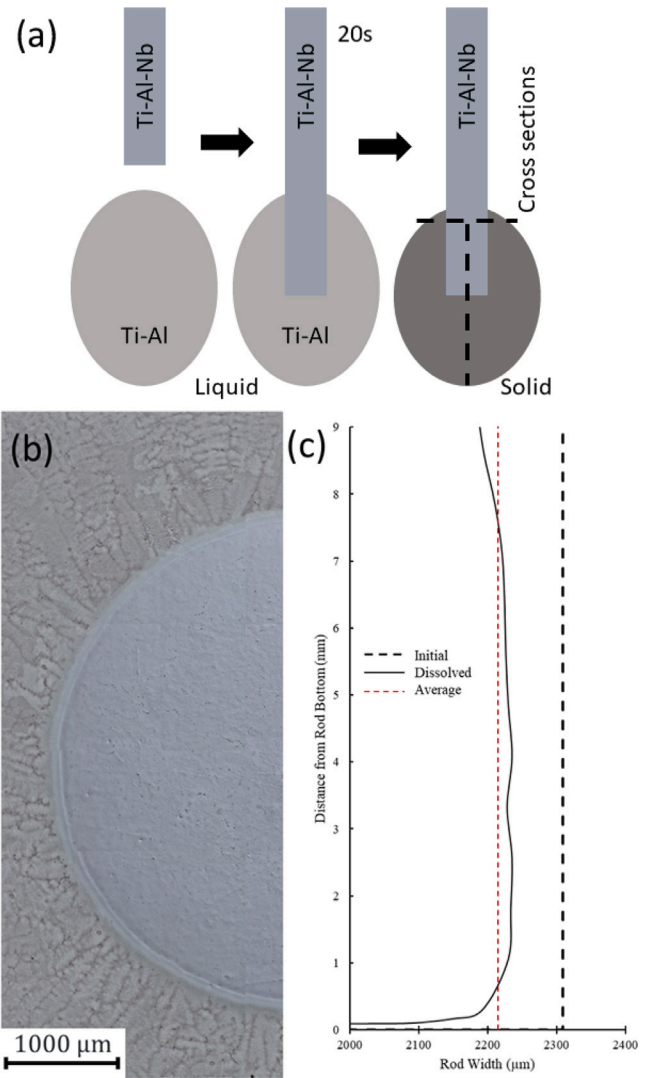 (a)
Ti-Al-Nb
Ti-Al-Nb
20s
Ti-Al-Nb
Cross sections
Ti-Al
Ti-Al
Liquid
Solid
(b)
1000 μm
(c)
9
8
7
6
5
4
3
2
1
0
Distance from Rod Bottom (mm)
Initial
Dissolved
Average
2000
2100
2200
2300
2400
Rod Width (μm)